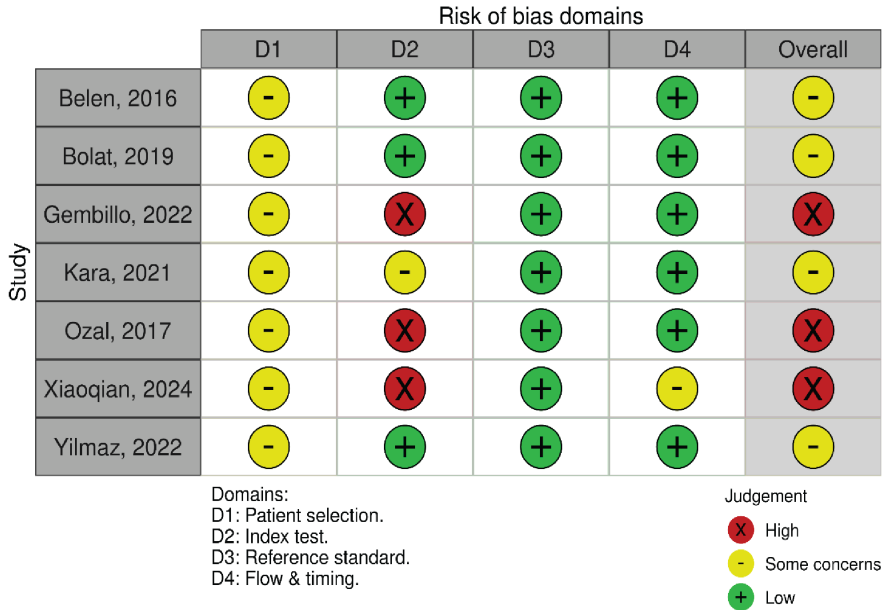 Risk of bias domains
D1 D2 D3 D4 Overall
Study
Belen, 2016 - + + + -
Bolat, 2019 - + + + -
Gembillo, 2022 - X + + X
Kara, 2021 - - + + -
Ozal, 2017 - X + + X
Xiaoqian, 2024 - X + - X
Yilmaz, 2022 - + + + -
Domains:
D1: Patient selection.
D2: Index test.
D3: Reference standard.
D4: Flow & timing.
Judgement
X High
- Some concerns
+ Low